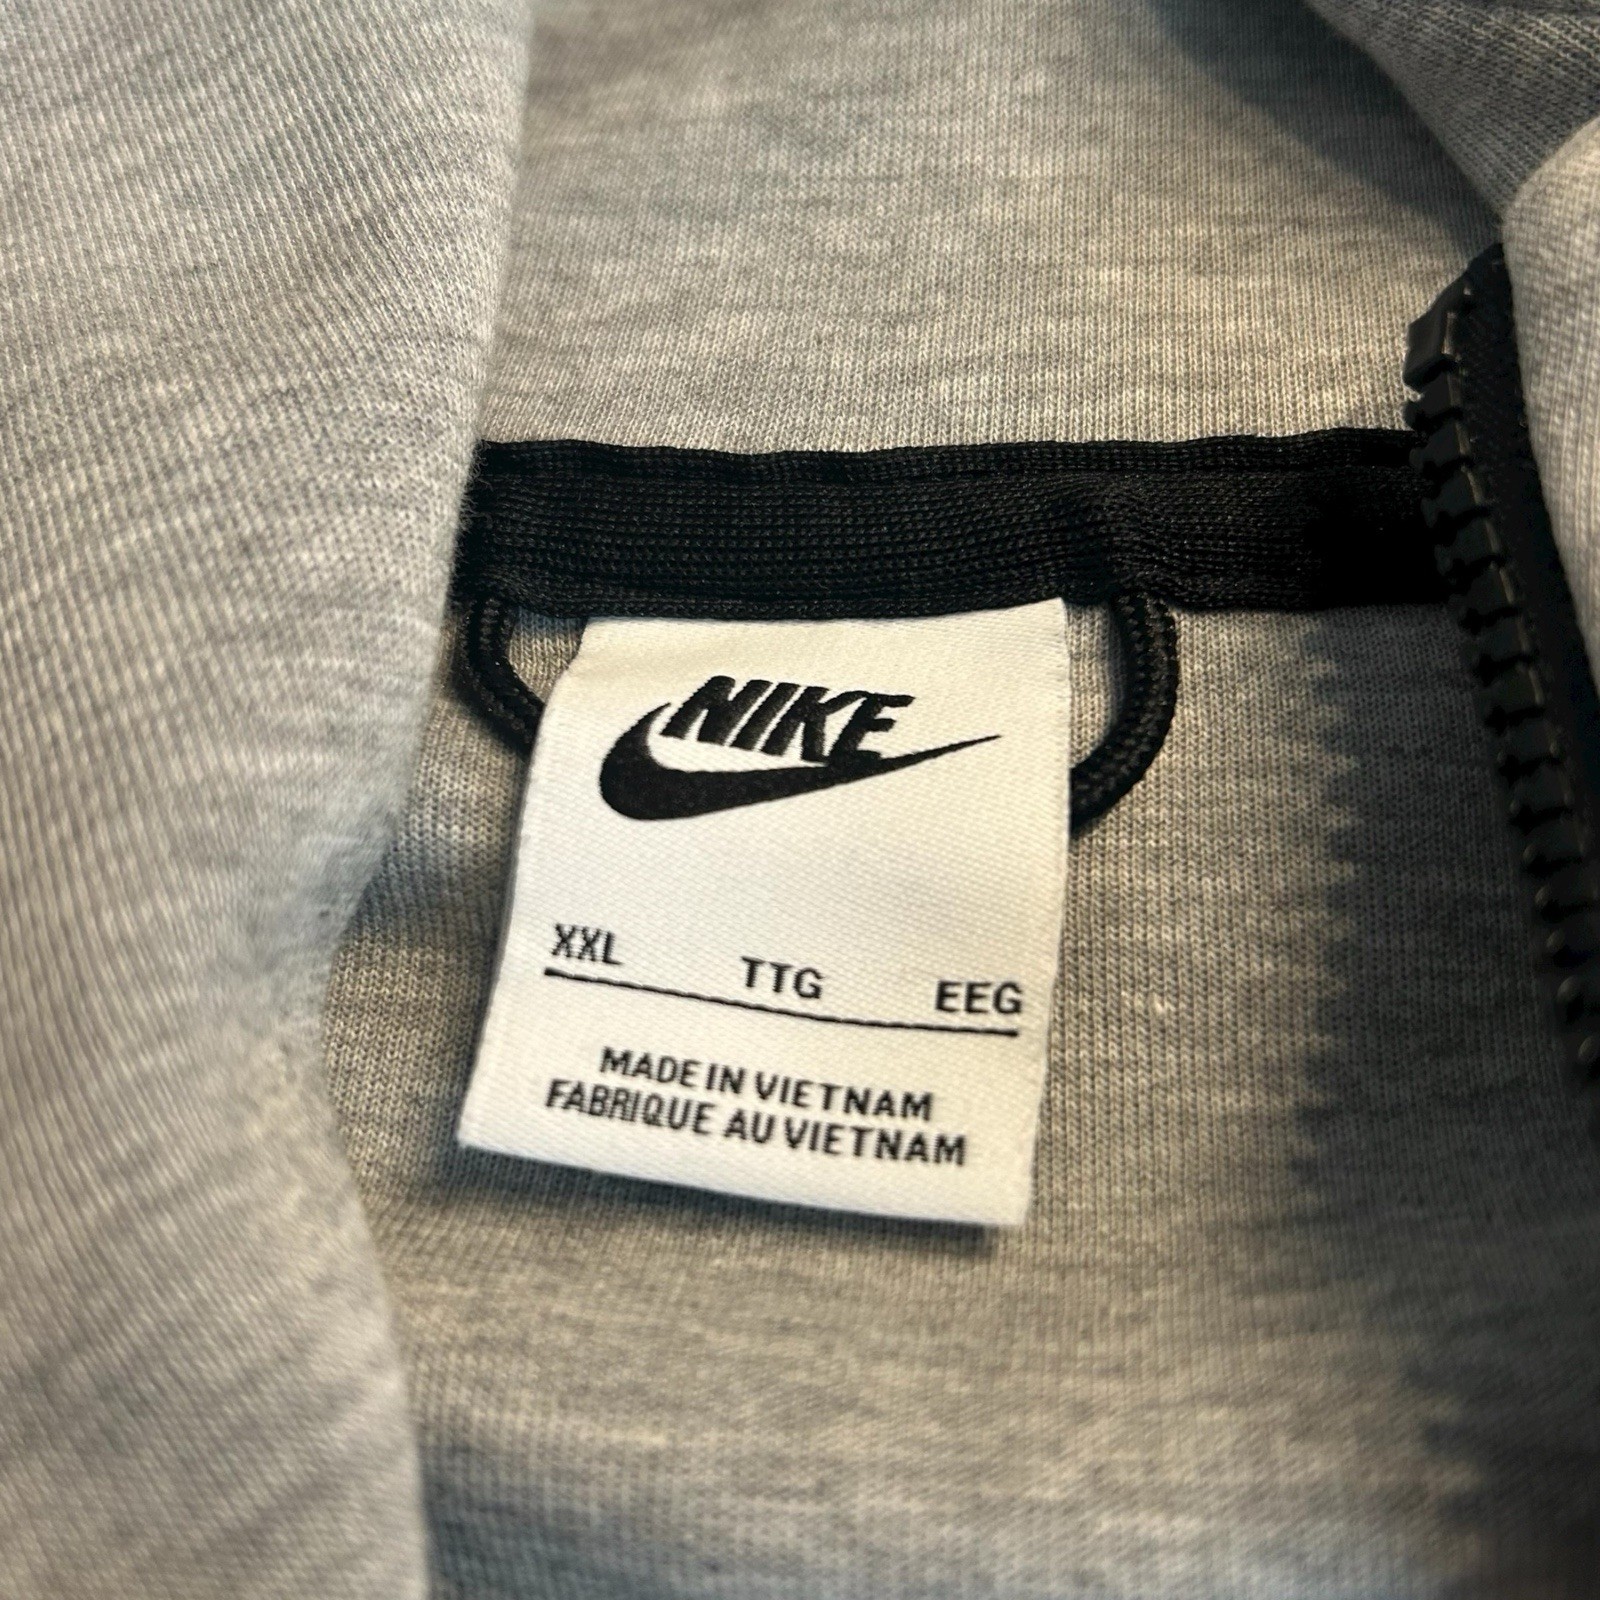 NIKE
XXL TTG EEG
MADE IN VIETNAM
FABRIQUE AU VIETNAM